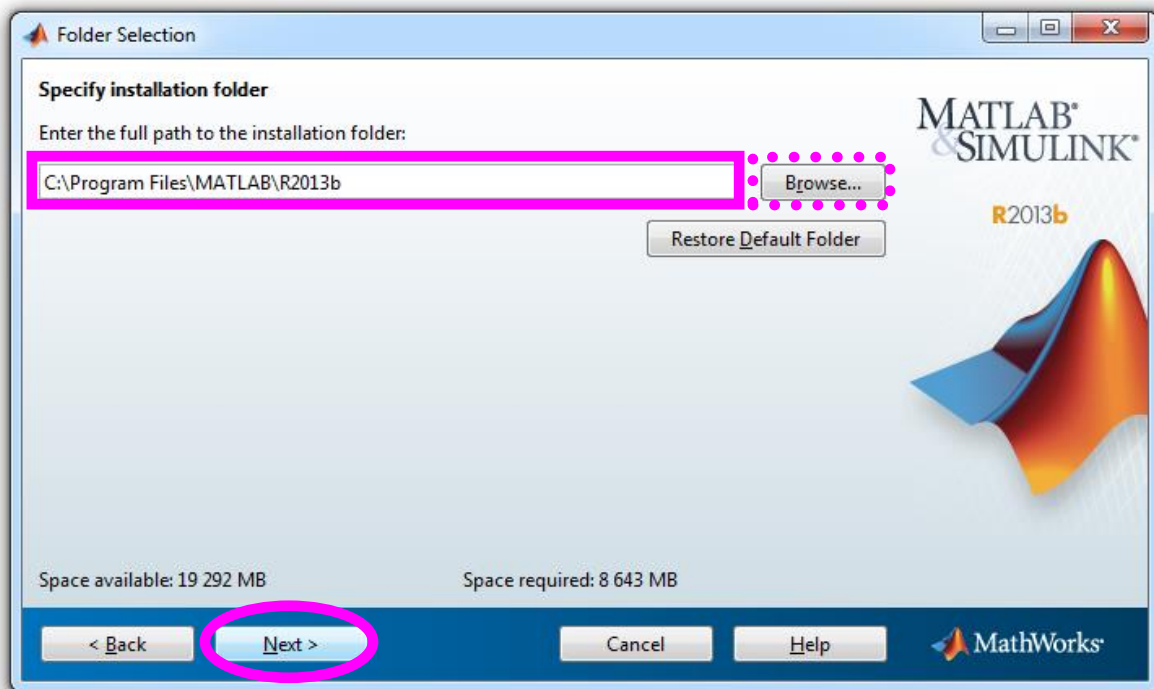 Folder Selection
Specify installation folder
Enter the full path to the installation folder:
C:\Program Files\MATLAB\R2013b
Browse...
Restore Default Folder
MATLAB®
&SIMULINK®
R2013b
Space available: 19 292 MB
Space required: 8 643 MB
< Back
Next >
Cancel
Help
MathWorks®